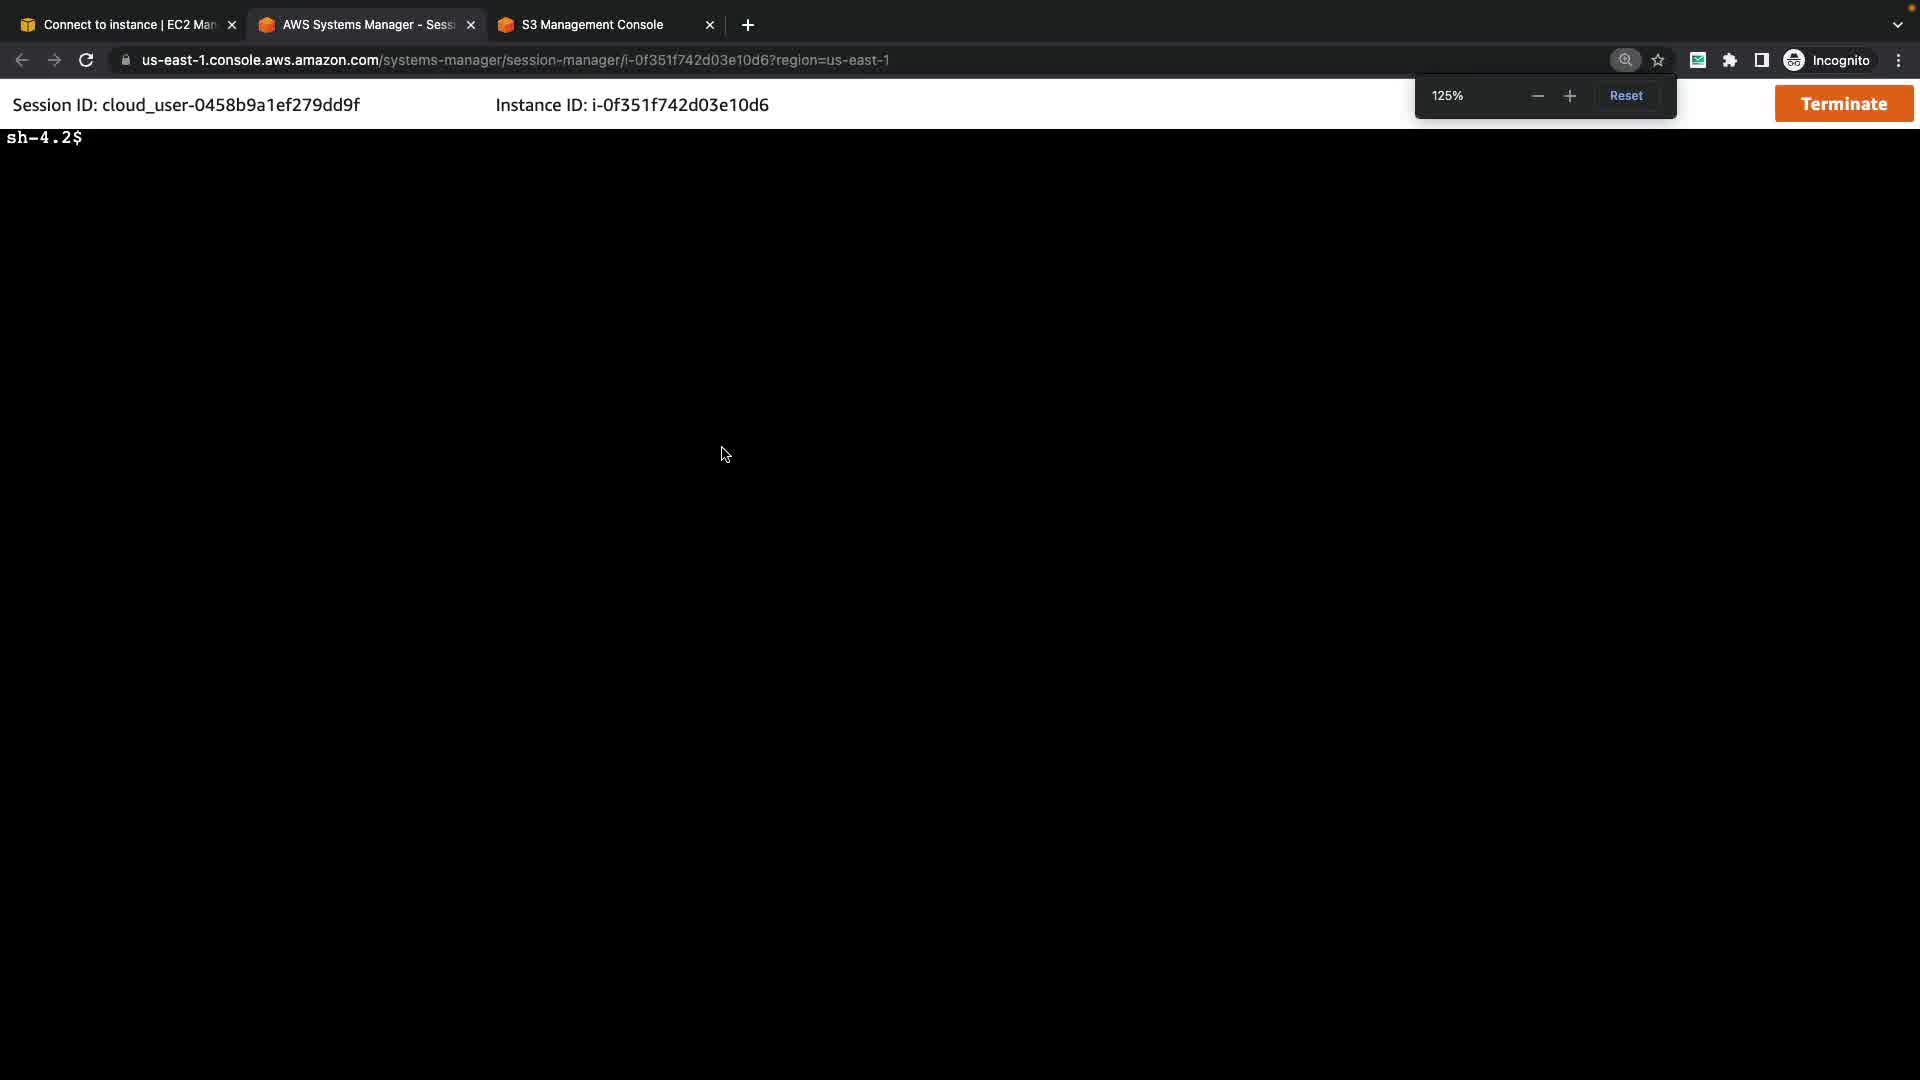 Connect to instance | EC2 Man
AWS Systems Manager - Sess
S3 Management Console
us-east-1.console.aws.amazon.com/systems-manager/session-manager/i-0f351f742d03e10d6?region=us-east-1
Incognito
Session ID: cloud_user-0458b9a1ef279dd9f
Instance ID: i-0f351f742d03e10d6
125%
Reset
Terminate
sh-4.2$